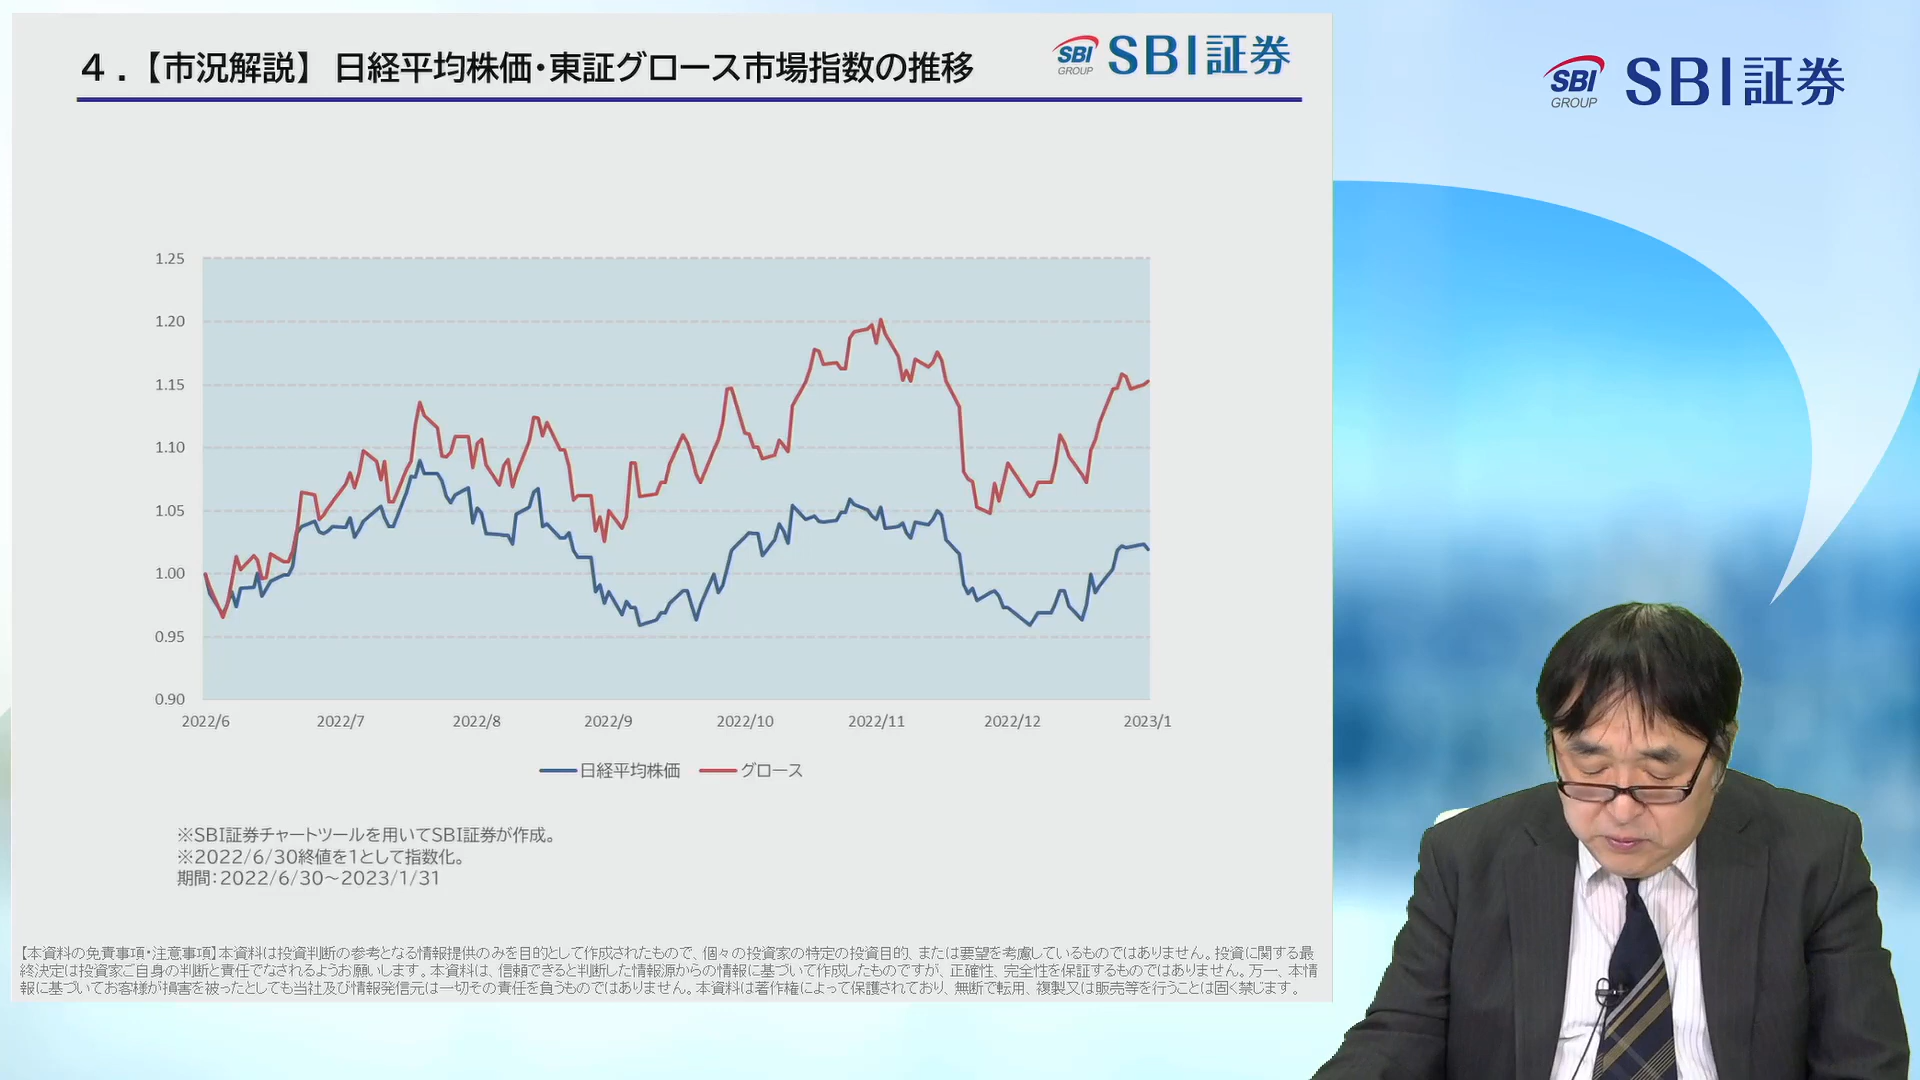 4．【市況解説】 日経平均株価・東証グロース市場指数の推移
SBI
GROUP
SBI証券
SBI
GROUP
SBI証券
1.25
1.20
1.15
1.10
1.05
1.00
0.95
0.90
2022/6 2022/7 2022/8 2022/9 2022/10 2022/11 2022/12 2023/1
日経平均株価 グロース
※SBI証券チャートツールを用いてSBI証券が作成。
※2022/6/30終値を1として指数化。
期間：2022/6/30～2023/1/31
【本資料の免責事項・注意事項】本資料は投資判断の参考となる情報提供のみを目的として作成されたもので、個々の投資家の特定の投資目的、または要望を考慮しているものではありません。投資に関する最
終決定は投資家ご自身の判断と責任でなされるようお願いします。本資料は、信頼できると判断した情報源からの情報に基づいて作成したものですが、正確性、完全性を保証するものではありません。万一、本情
報に基づいてお客様が損害を被ったとしても当社及び情報発信元は一切その責任を負うものではありません。本資料は著作権によって保護されており、無断で転用、複製又は販売等を行うことは固く禁じます。